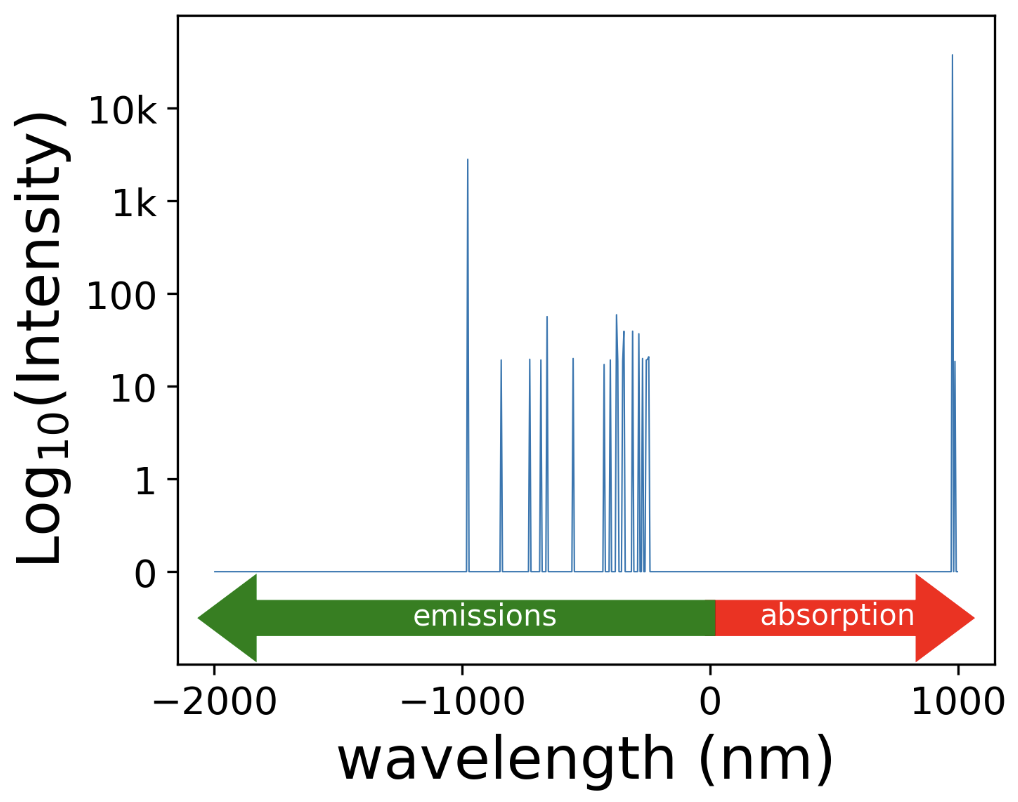 Log₁₀(Intensity)
10k
1k
100
10
1
0
emissions
absorption
−2000
−1000
0
1000
wavelength (nm)